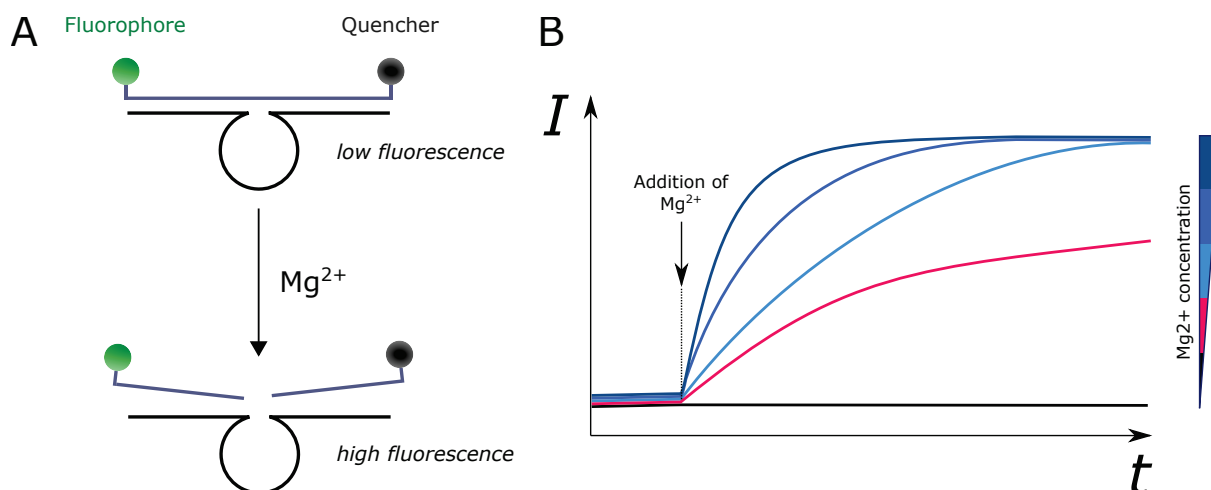 A
Fluorophore
Quencher
low fluorescence
Mg²⁺
high fluorescence
B
I
Addition of
Mg²⁺
t
Mg2+ concentration